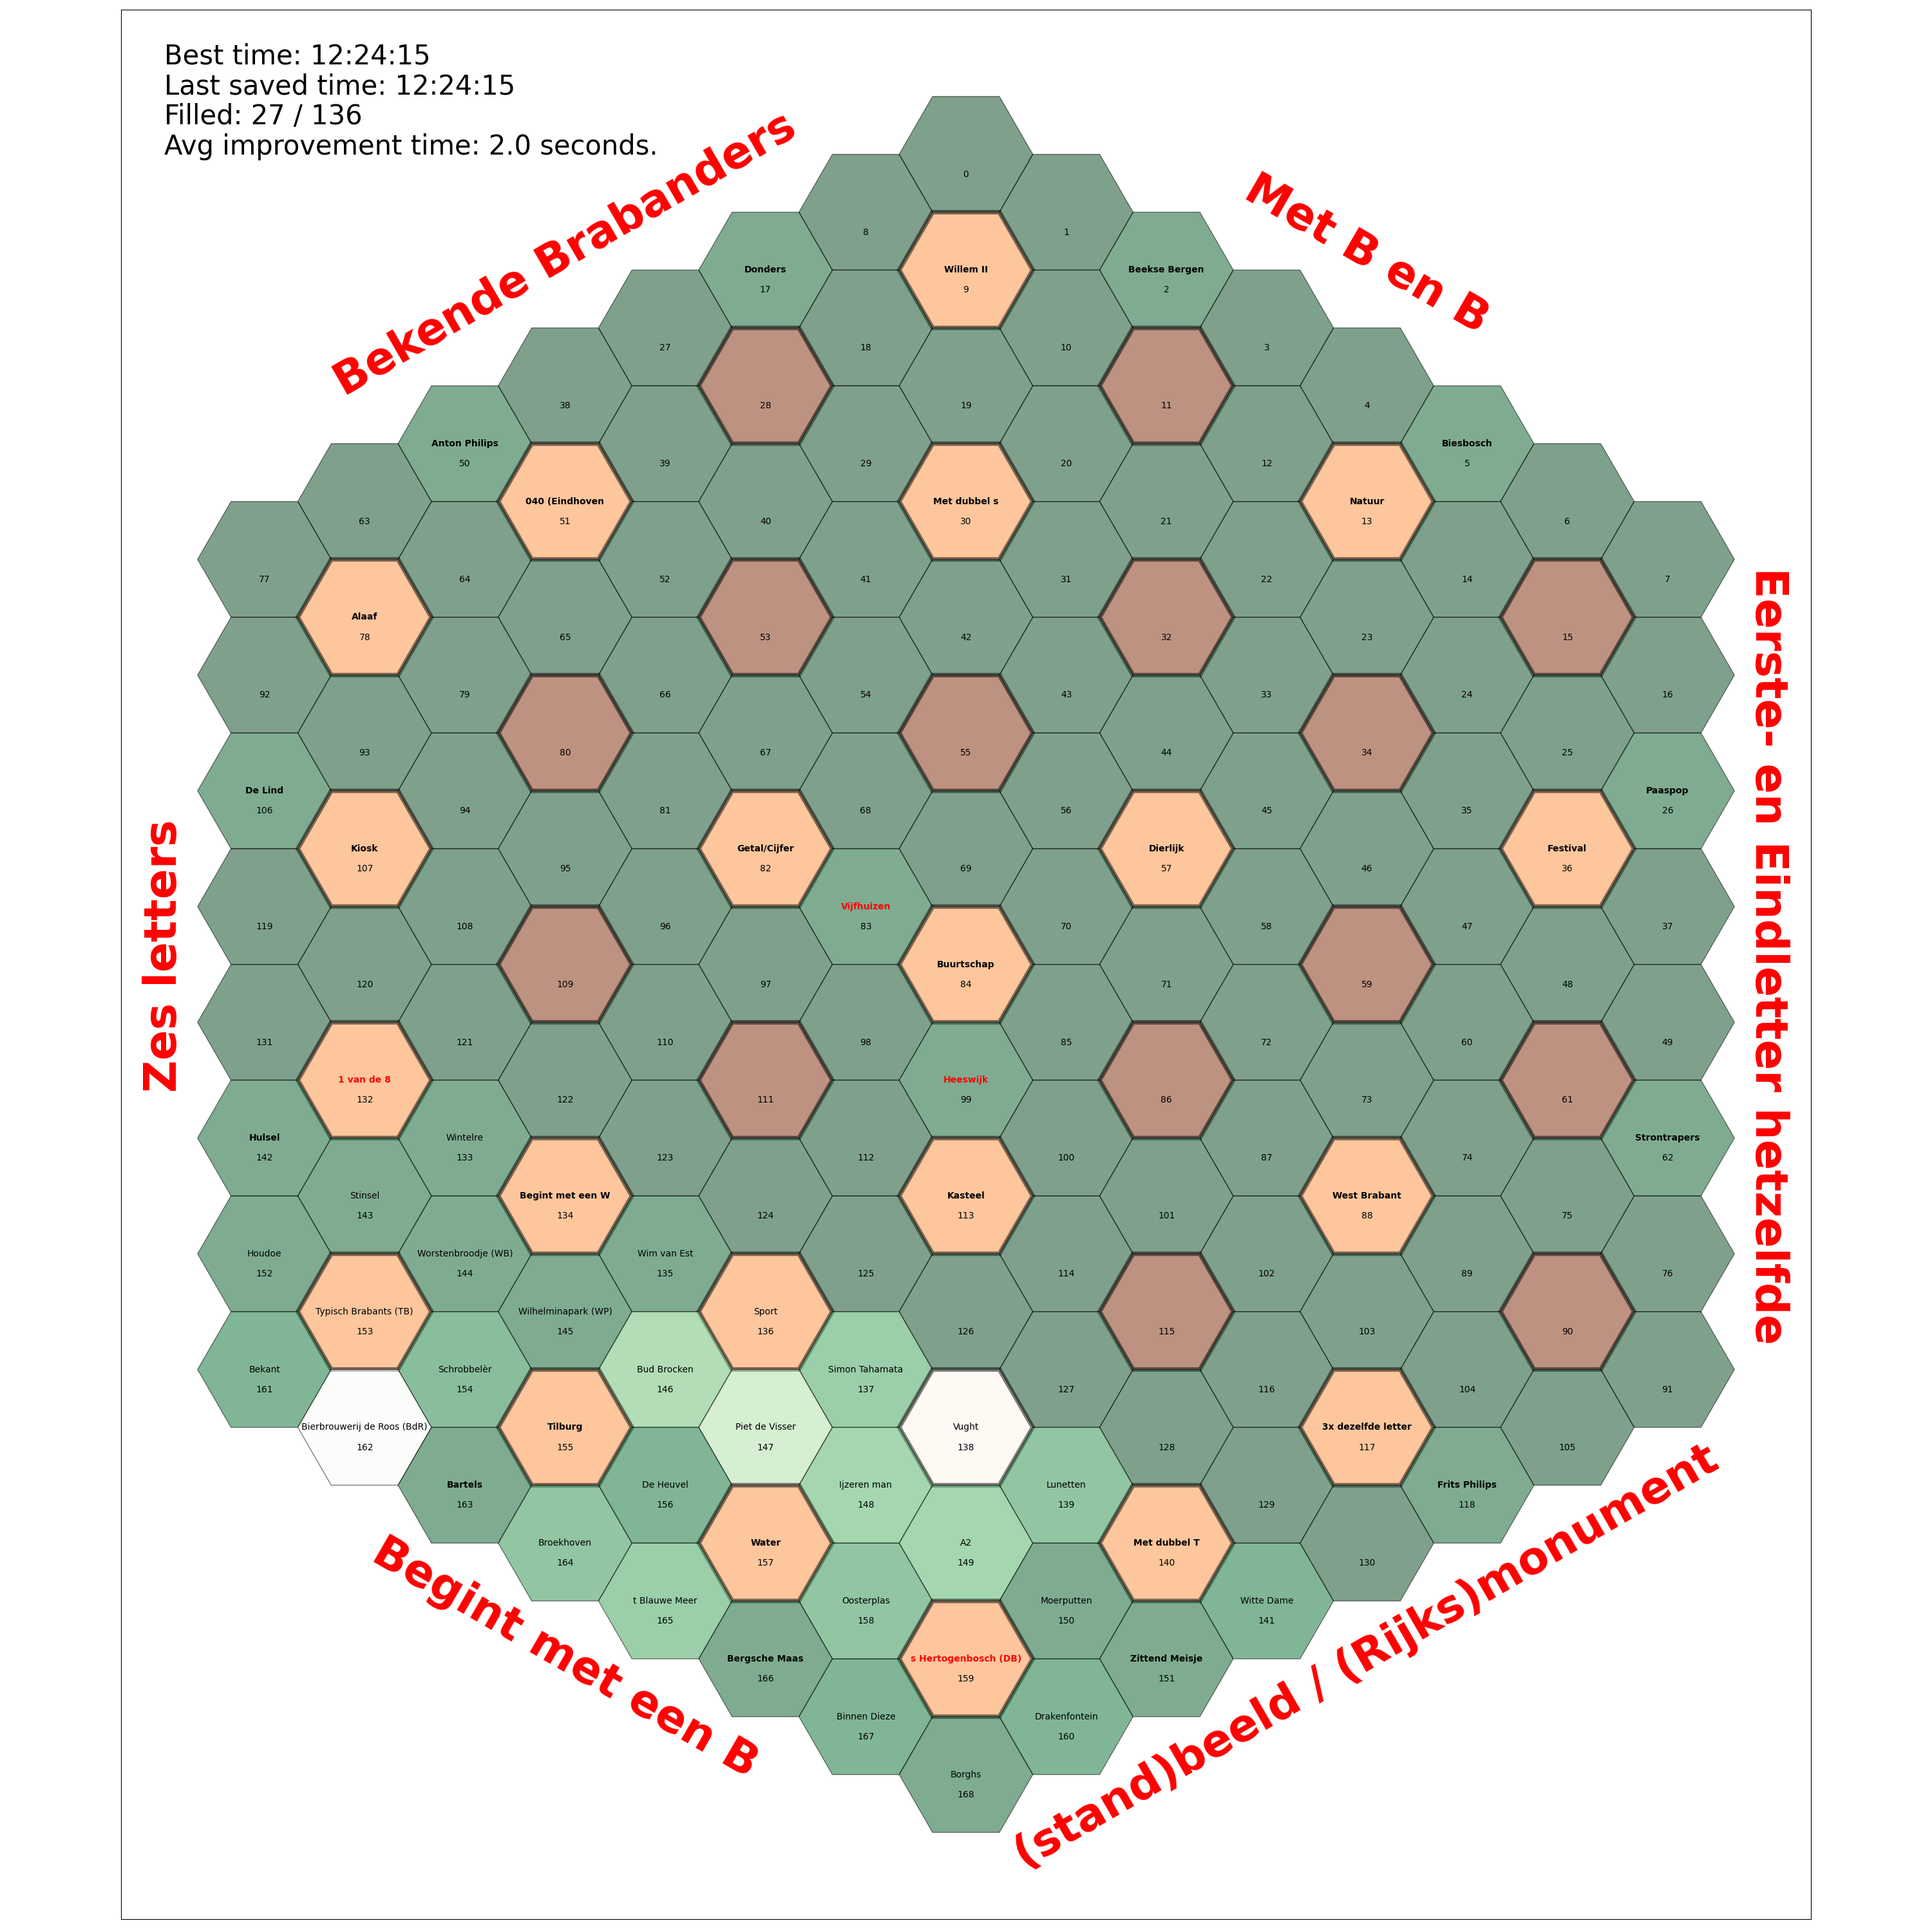 Best time: 12:24:15
Last saved time: 12:24:15
Filled: 27 / 136
Avg improvement time: 2.0 seconds.
Bekende Brabanders
Met B en B
Eerste- en Eindletter hetzelfde
(stand)beeld / (Rijks)monument
Begint met een B
Zes letters
0
8
1
Donders
17
Willem II
9
Beekse Bergen
2
27
18
10
3
38
28
19
11
4
Anton Philips
50
Biesbosch
5
39
29
20
12
040 (Eindhoven
51
Met dubbel s
30
Natuur
13
63
40
21
6
77
64
52
41
31
22
14
7
Alaaf
78
65
53
42
32
23
15
92
79
66
54
43
33
24
16
93
80
67
55
44
34
25
De Lind
106
Paaspop
26
94
81
68
56
45
35
Kiosk
107
Getal/Cijfer
82
Dierlijk
57
Festival
36
95
69
46
Vijfhuizen
83
119
108
96
70
58
47
37
Buurtschap
84
120
109
97
71
59
48
131
121
110
98
85
72
60
49
1 van de 8
132
Heeswijk
99
122
111
86
73
61
Hulsel
142
Wintelre
133
Strontrapers
62
123
112
100
87
74
Stinsel
143
Begint met een W
134
Kasteel
113
West Brabant
88
124
101
75
Houdoe
152
Worstenbroodje (WB)
144
Wim van Est
135
125
114
102
89
76
Typisch Brabants (TB)
153
Wilhelminapark (WP)
145
Sport
136
126
115
103
90
Bekant
161
Schrobbelèr
154
Bud Brocken
146
Simon Tahamata
137
127
116
104
91
Bierbrouwerij de Roos (BdR)
162
Tilburg
155
Piet de Visser
147
Vught
138
3x dezelfde letter
117
128
105
Bartels
163
De Heuvel
156
Ijzeren man
148
Lunetten
139
Frits Philips
118
129
Broekhoven
164
Water
157
A2
149
Met dubbel T
140
130
t Blauwe Meer
165
Oosterplas
158
Moerputten
150
Witte Dame
141
Bergsche Maas
166
s Hertogenbosch (DB)
159
Zittend Meisje
151
Binnen Dieze
167
Drakenfontein
160
Borghs
168